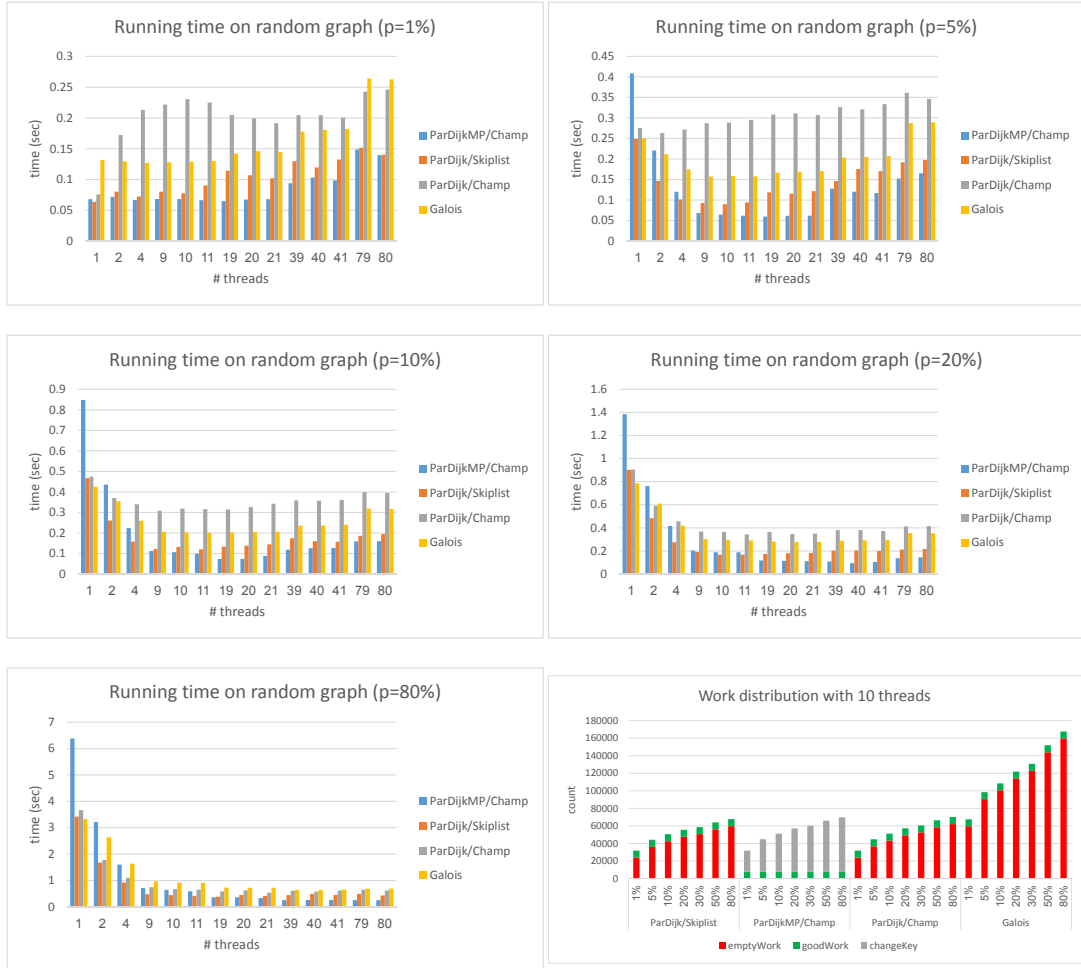 Running time on random graph (p=1%)
0.3
0.25
0.2
0.15
0.1
0.05
0
time (sec)
1 2 4 9 10 11 19 20 21 39 40 41 79 80
# threads
ParDijkMP/Champ
ParDijk/Skiplist
ParDijk/Champ
Galois
Running time on random graph (p=5%)
0.45
0.4
0.35
0.3
0.25
0.2
0.15
0.1
0.05
0
time (sec)
1 2 4 9 10 11 19 20 21 39 40 41 79 80
# threads
ParDijkMP/Champ
ParDijk/Skiplist
ParDijk/Champ
Galois
Running time on random graph (p=10%)
0.9
0.8
0.7
0.6
0.5
0.4
0.3
0.2
0.1
0
time (sec)
1 2 4 9 10 11 19 20 21 39 40 41 79 80
# threads
ParDijkMP/Champ
ParDijk/Skiplist
ParDijk/Champ
Galois
Running time on random graph (p=20%)
1.6
1.4
1.2
1
0.8
0.6
0.4
0.2
0
time (sec)
1 2 4 9 10 11 19 20 21 39 40 41 79 80
# threads
ParDijkMP/Champ
ParDijk/Skiplist
ParDijk/Champ
Galois
Running time on random graph (p=80%)
7
6
5
4
3
2
1
0
time (sec)
1 2 4 9 10 11 19 20 21 39 40 41 79 80
# threads
ParDijkMP/Champ
ParDijk/Skiplist
ParDijk/Champ
Galois
Work distribution with 10 threads
180000
160000
140000
120000
100000
80000
60000
40000
20000
0
count
1% 5% 10% 20% 30% 50% 80% 1% 5% 10% 20% 30% 50% 80% 1% 5% 10% 20% 30% 50% 80% 1% 5% 10% 20% 30% 50% 80%
ParDijk/Skiplist ParDijkMP/Champ ParDijk/Champ Galois
emptyWork goodWork changeKey